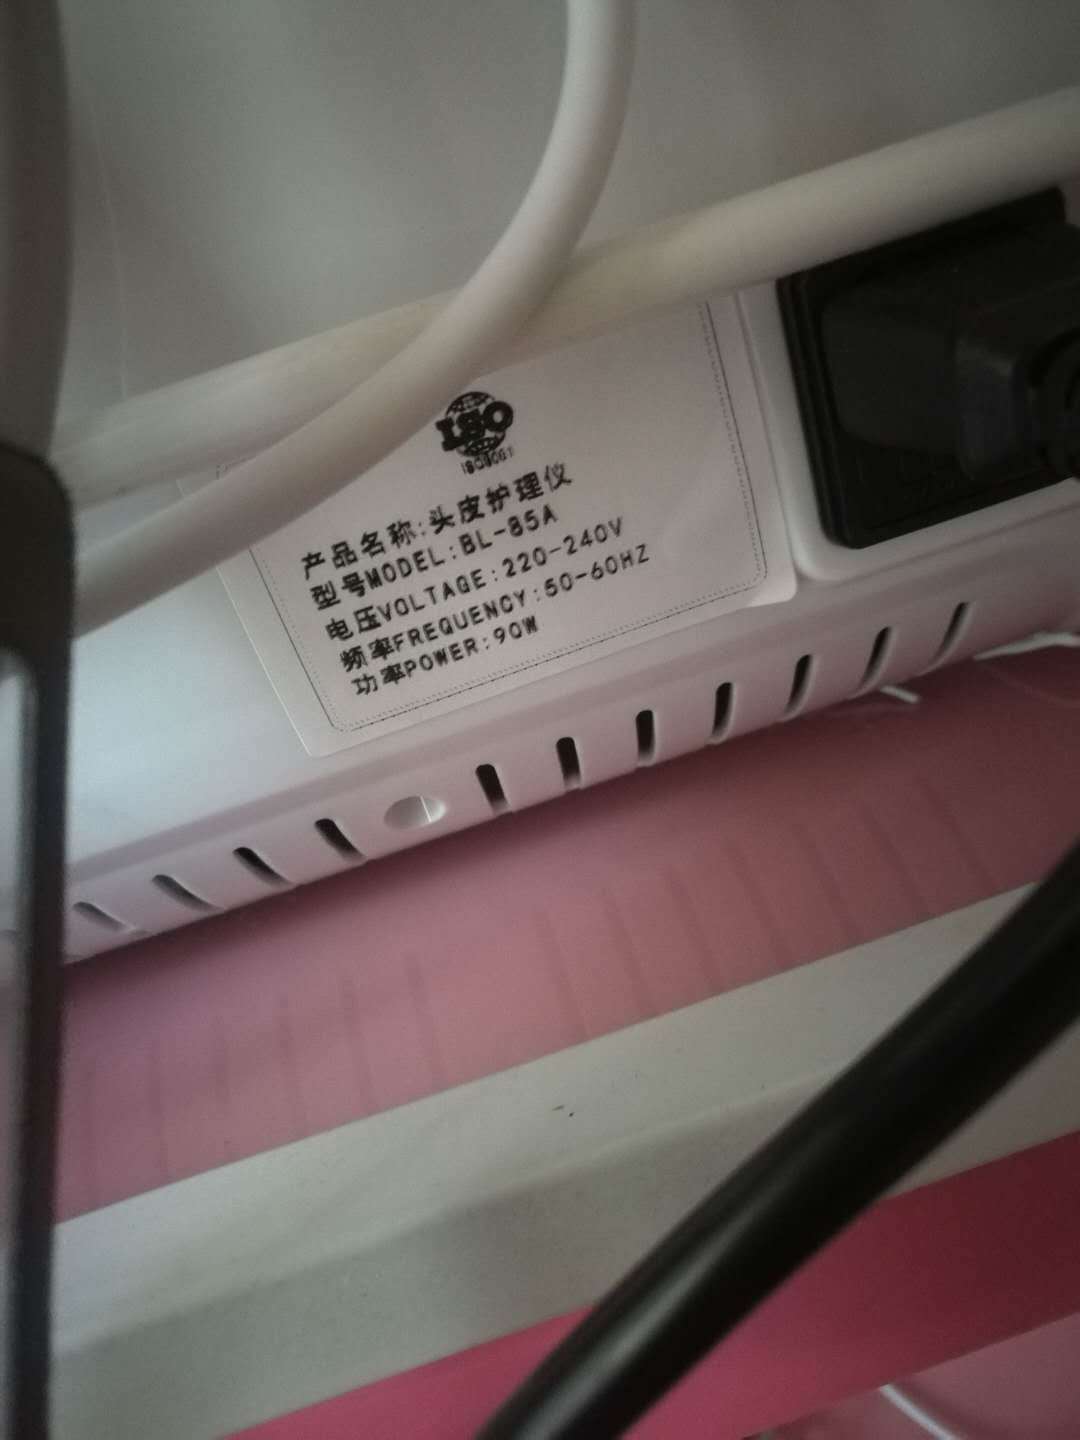 ISO
ISO9001
产品名称:头皮护理仪
型号MODEL:BL-85A
电压VOLTAGE:220-240V
频率FREQUENCY:50-60HZ
功率POWER:90W